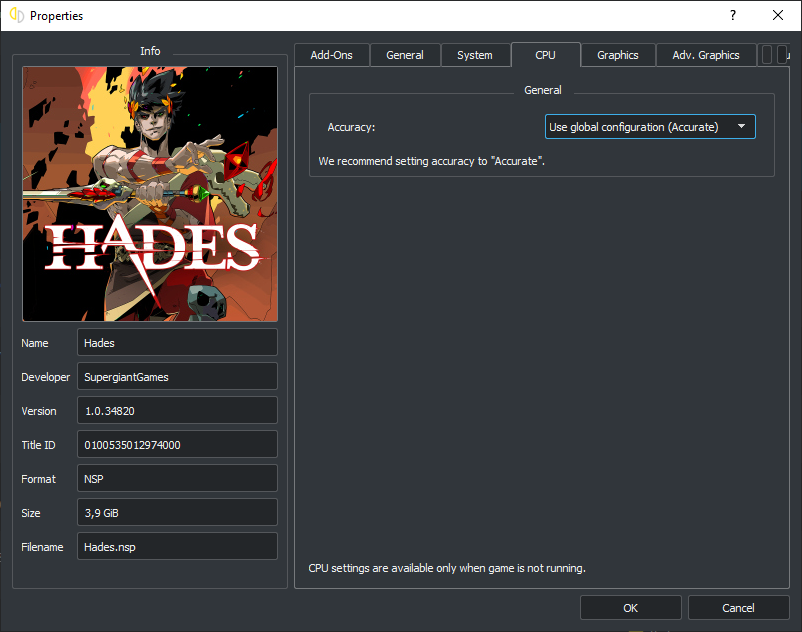 Properties
?
Info
HADES
Name
Hades
Developer
SupergiantGames
Version
1.0.34820
Title ID
0100535012974000
Format
NSP
Size
3,9 GiB
Filename
Hades.nsp
Add-Ons
General
System
CPU
Graphics
Adv. Graphics
General
Accuracy:
Use global configuration (Accurate)
We recommend setting accuracy to "Accurate".
CPU settings are available only when game is not running.
OK
Cancel